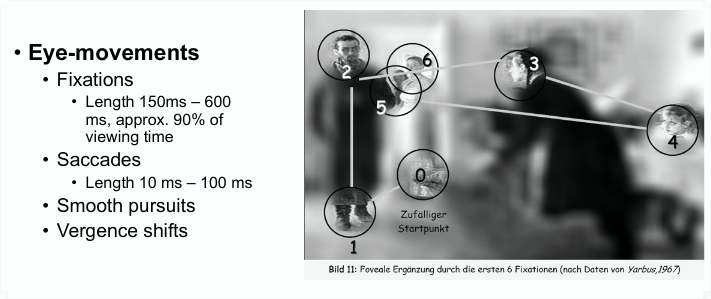 • Eye-movements
• Fixations
• Length 150ms – 600
ms, approx. 90% of
viewing time
• Saccades
• Length 10 ms – 100 ms
• Smooth pursuits
• Vergence shifts
2
6
3
5
4
0
Zufälliger
Startpunkt
1
Bild 11: Foveale Ergänzung durch die ersten 6 Fixationen (nach Daten von Yarbus,1967)